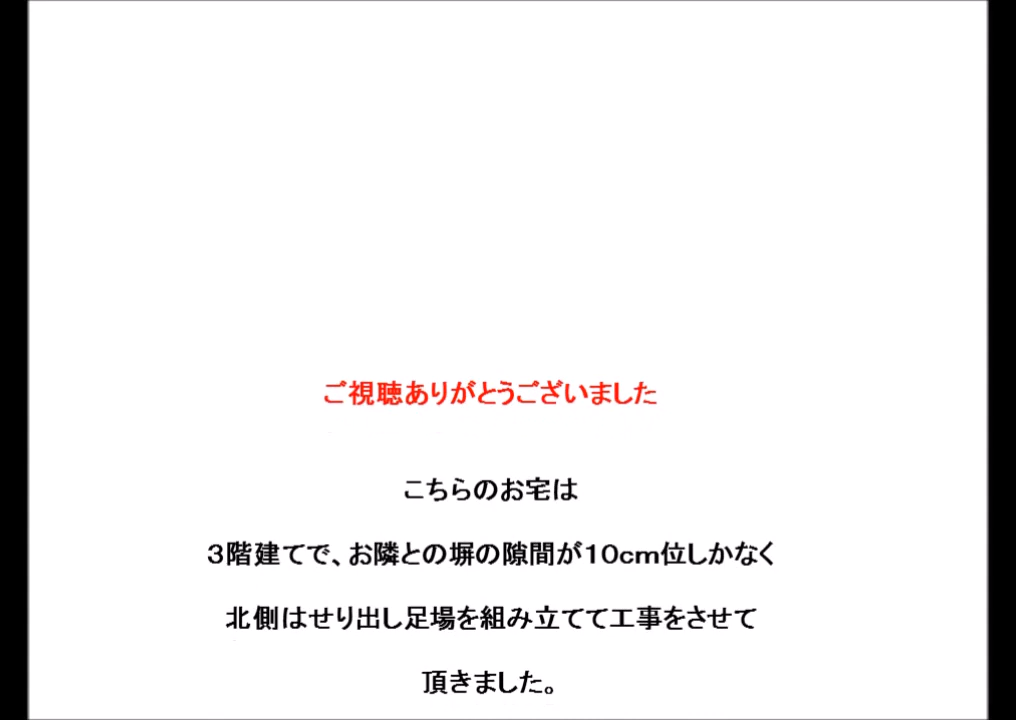 ご視聴ありがとうございました
こちらのお宅は
３階建てで、お隣との塀の隙間が１０ｃｍ位しかなく
北側はせり出し足場を組み立てて工事をさせて
頂きました。